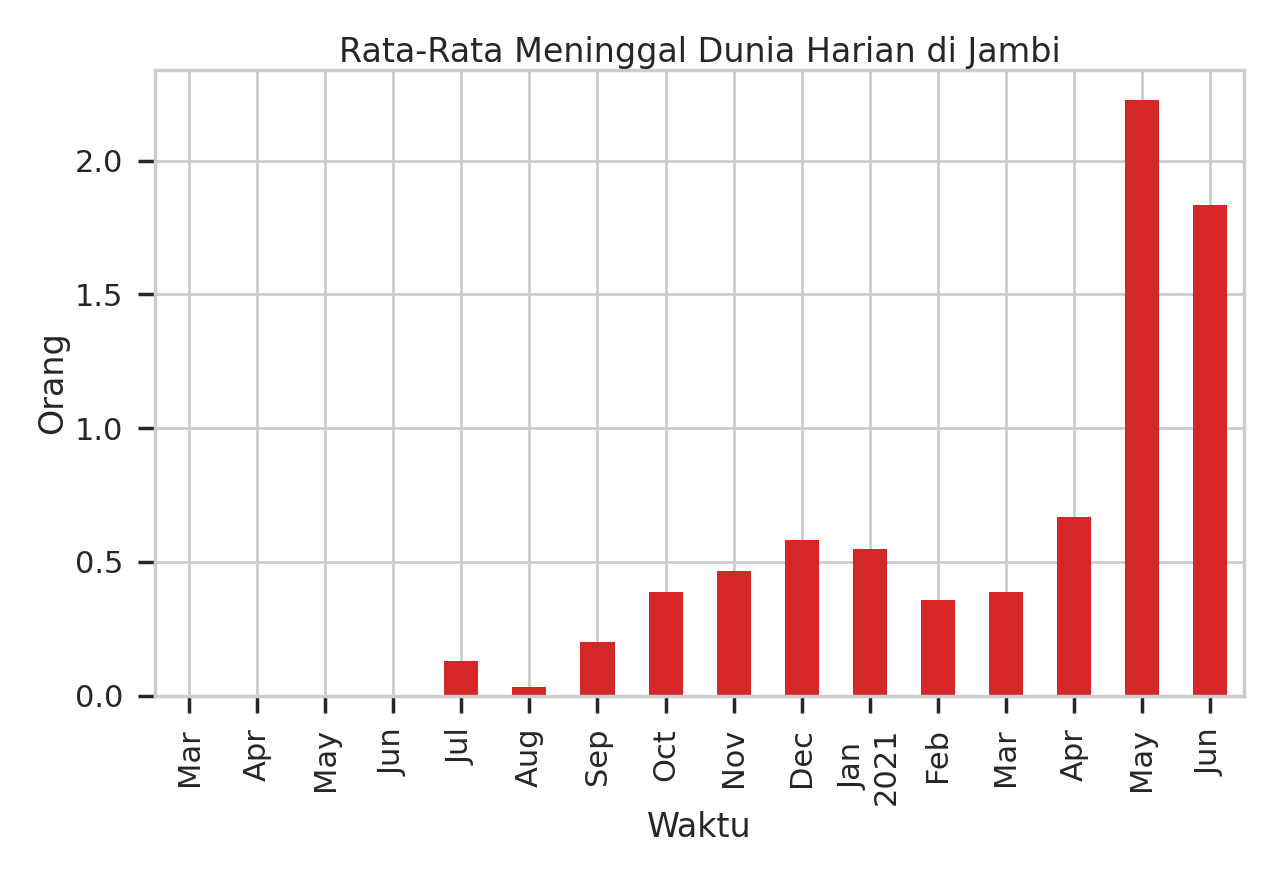 Rata-Rata Meninggal Dunia Harian di Jambi
2.0
1.5
1.0
0.5
0.0
Orang
Mar
Apr
May
Jun
Jul
Aug
Sep
Oct
Nov
Dec
Jan
2021
Feb
Mar
Apr
May
Jun
Waktu